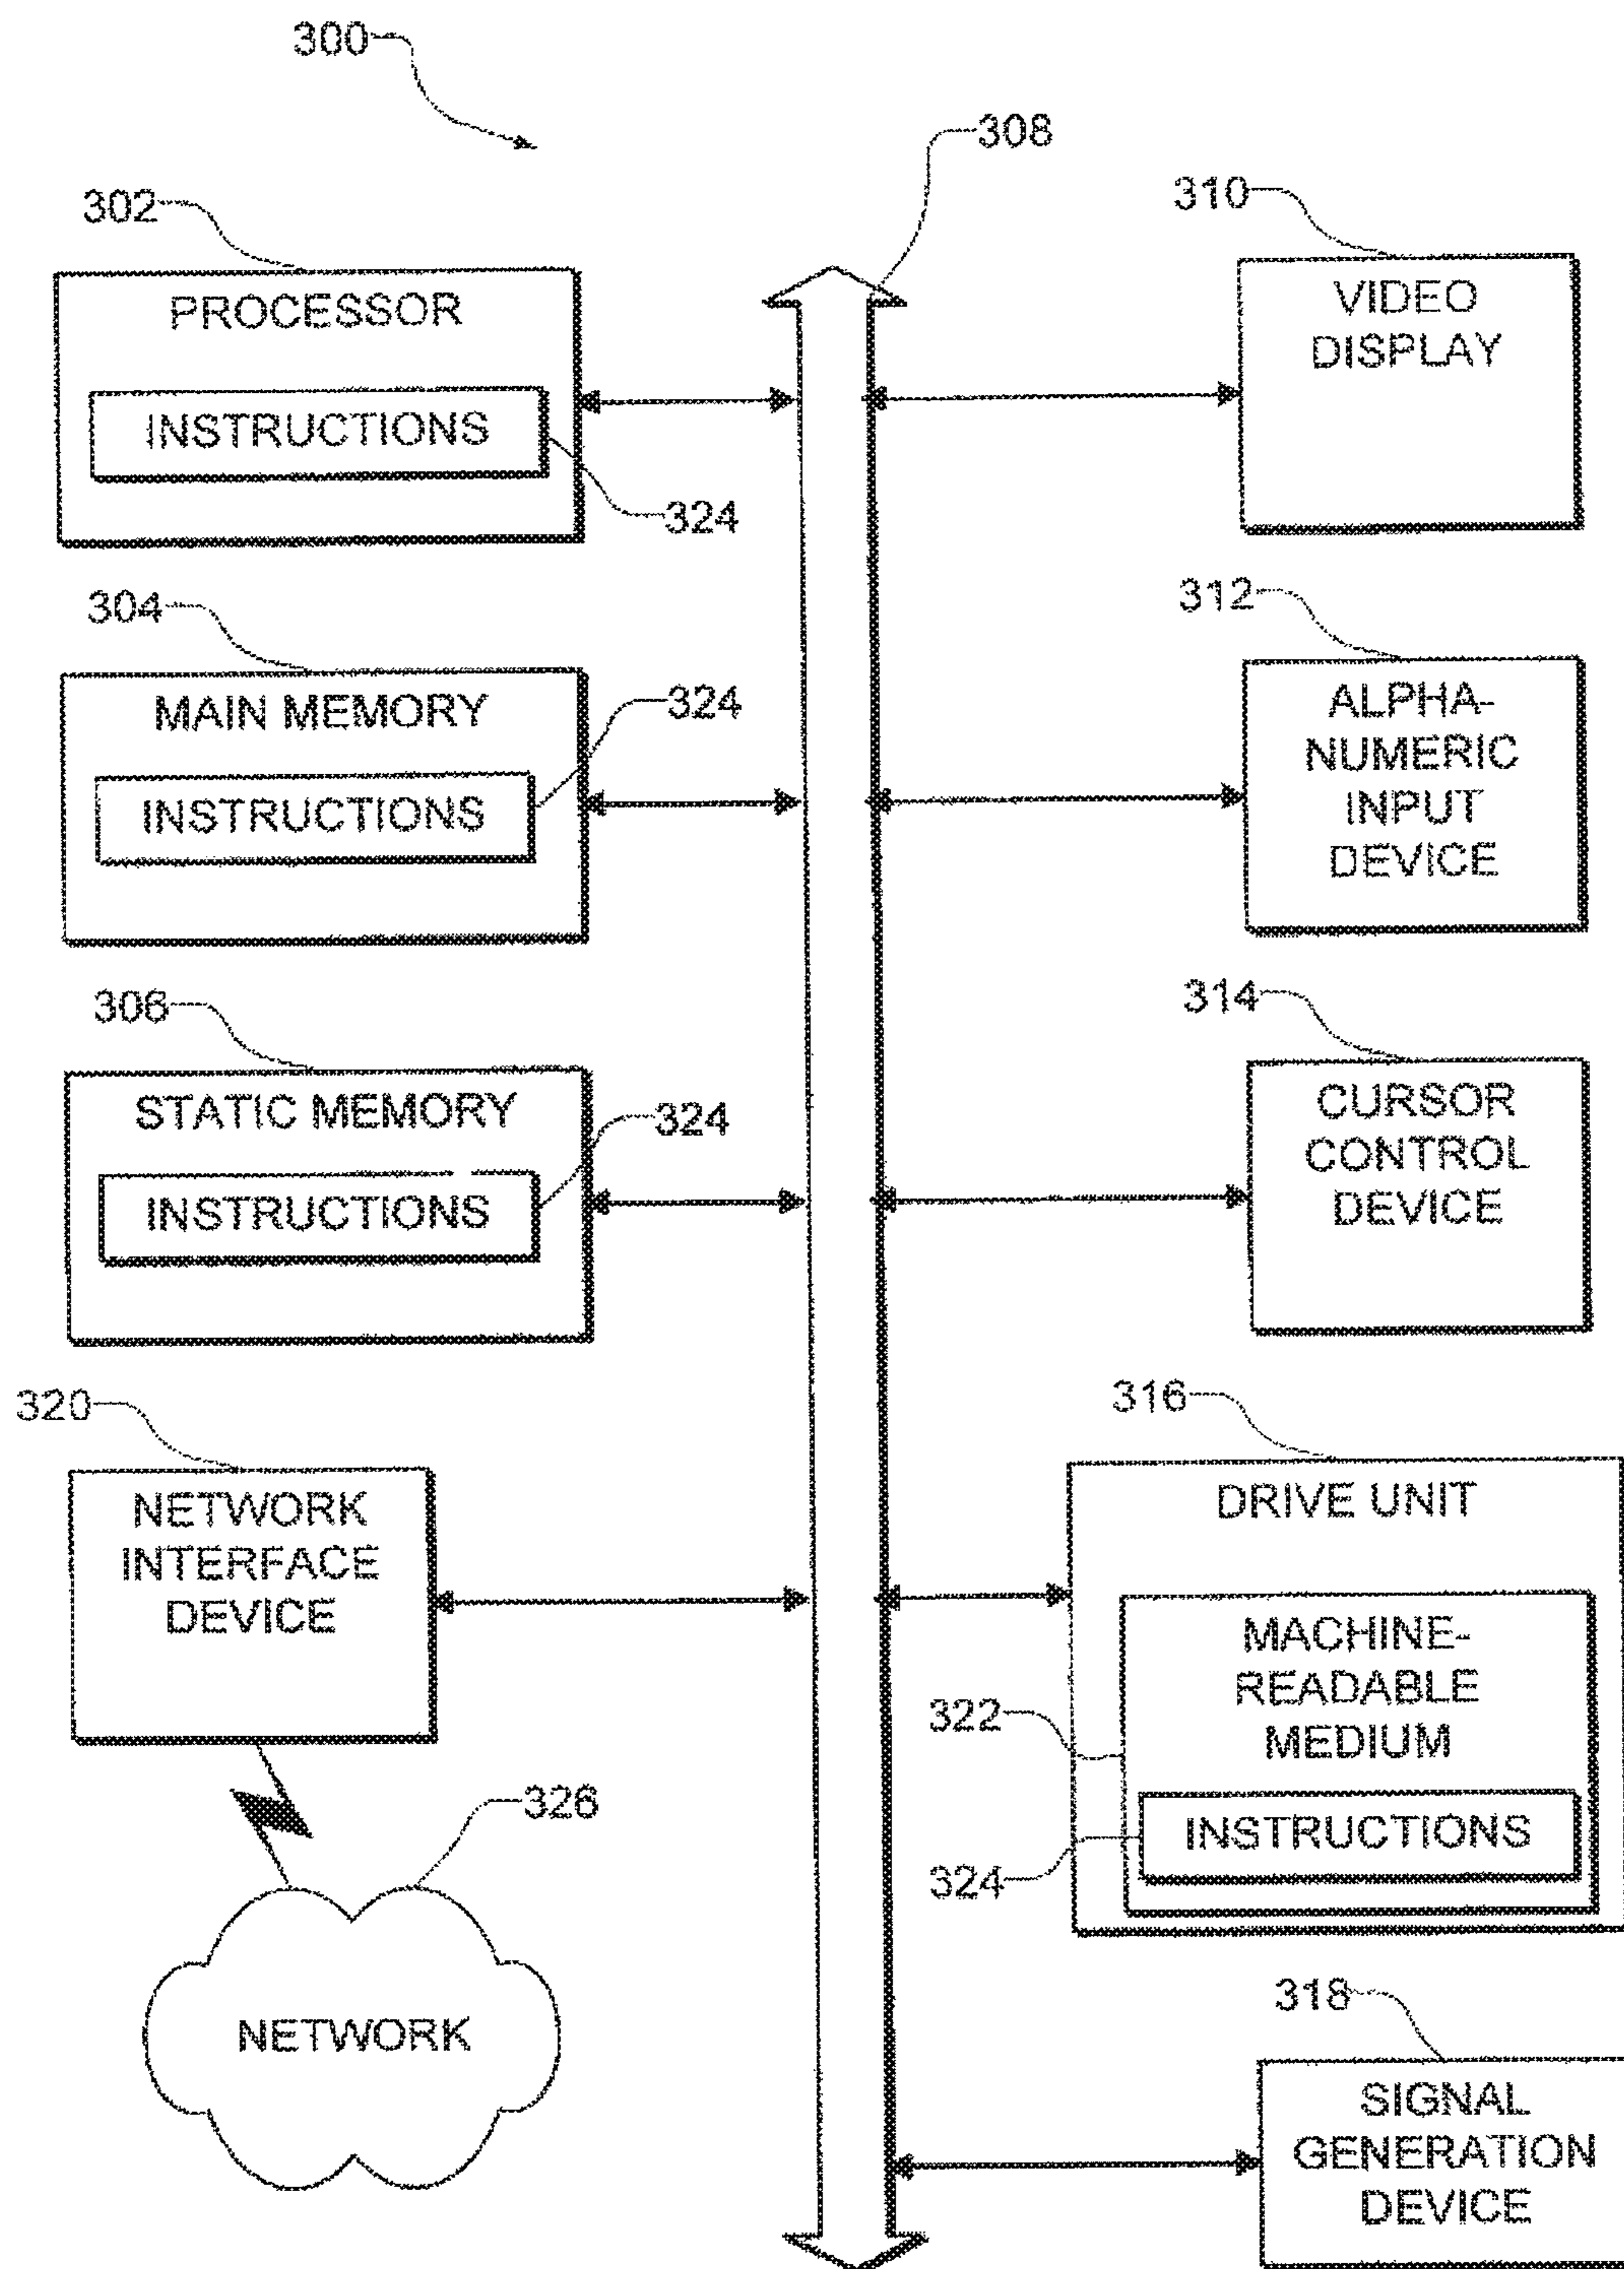 300
308
302
PROCESSOR
INSTRUCTIONS
324
304
MAIN MEMORY
324
INSTRUCTIONS
306
STATIC MEMORY
324
INSTRUCTIONS
320
NETWORK
INTERFACE
DEVICE
326
NETWORK
310
VIDEO
DISPLAY
312
ALPHA-
NUMERIC
INPUT
DEVICE
314
CURSOR
CONTROL
DEVICE
316
DRIVE UNIT
MACHINE-
READABLE
MEDIUM
322
INSTRUCTIONS
324
318
SIGNAL
GENERATION
DEVICE